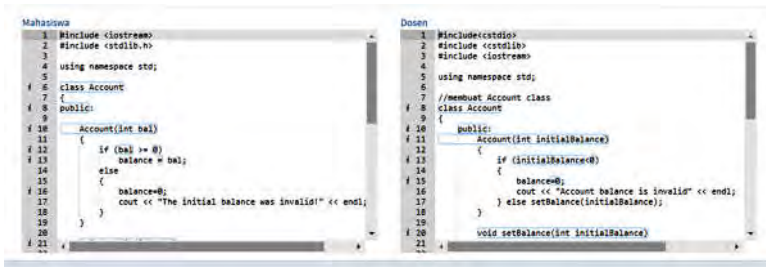 Mahasiswa
1 #include <iostream>
2 #include <stdlib.h>
3
4 using namespace std;
5
i 6 class Account
7 {
i 8 public:
9
i 10 Account(int bal)
11 {
i 12 if (bal >= 0)
i 13 balance = bal;
14 else
15 {
i 16 balance=0;
17 cout << "The initial balance was invalid!" << endl;
18 }
19 }
20
i 21
Dosen
1 #include<cstdio>
2 #include <cstdlib>
3 #include <iostream>
4
5 using namespace std;
6
7 //membuat Account class
i 8 class Account
9 {
i 10 public:
i 11 Account(int initialBalance)
12 {
i 13 if (initialBalance<0)
14 {
i 15 balance=0;
16 cout << "Account balance is invalid" << endl;
17 } else setBalance(initialBalance);
18 }
19
i 20 void setBalance(int initialBalance)
21